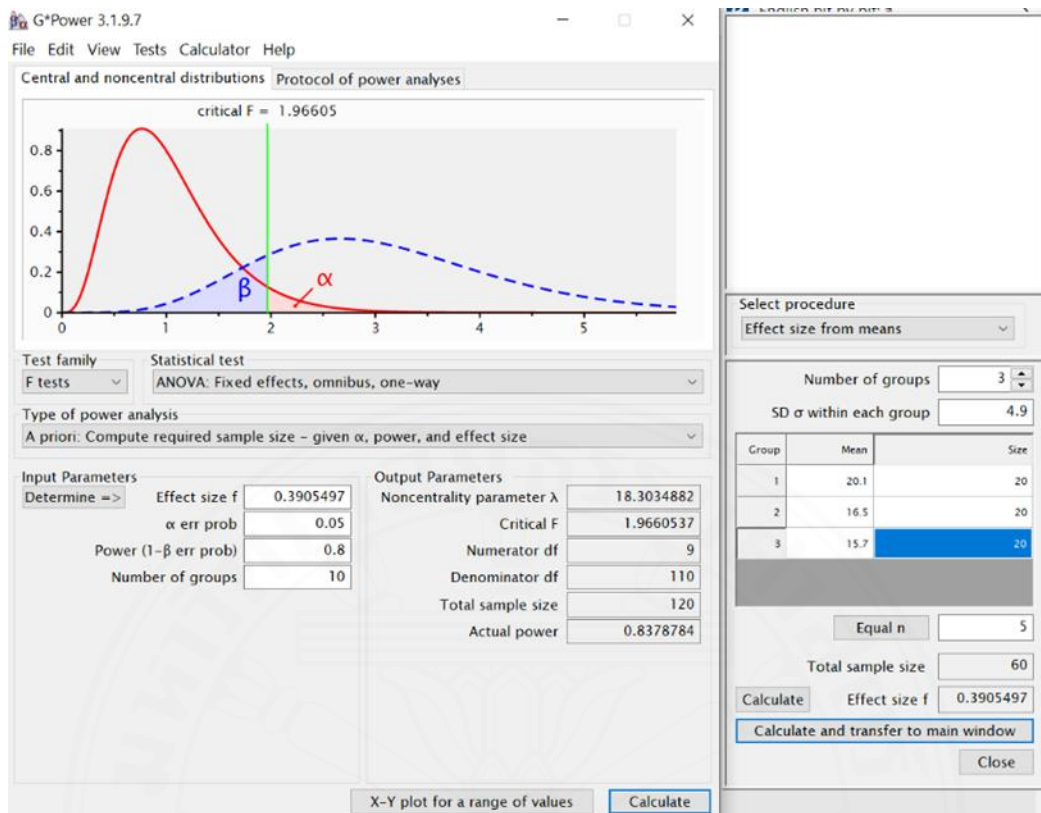 G*Power 3.1.9.7
File Edit View Tests Calculator Help
Central and noncentral distributions Protocol of power analyses
critical F = 1.96605
0.8
0.6
0.4
0.2
0
β
α
0 1 2 3 4 5
Test family
F tests
Statistical test
ANOVA: Fixed effects, omnibus, one-way
Type of power analysis
A priori: Compute required sample size – given α, power, and effect size
Input Parameters
Determine =>
Effect size f 0.3905497
α err prob 0.05
Power (1-β err prob) 0.8
Number of groups 10
Output Parameters
Noncentrality parameter λ 18.3034882
Critical F 1.9660537
Numerator df 9
Denominator df 110
Total sample size 120
Actual power 0.8378784
X-Y plot for a range of values Calculate
Select procedure
Effect size from means
Number of groups 3
SD σ within each group 4.9
Group Mean Size
1 20.1 20
2 16.5 20
3 15.7 20
Equal n 5
Total sample size 60
Calculate Effect size f 0.3905497
Calculate and transfer to main window
Close